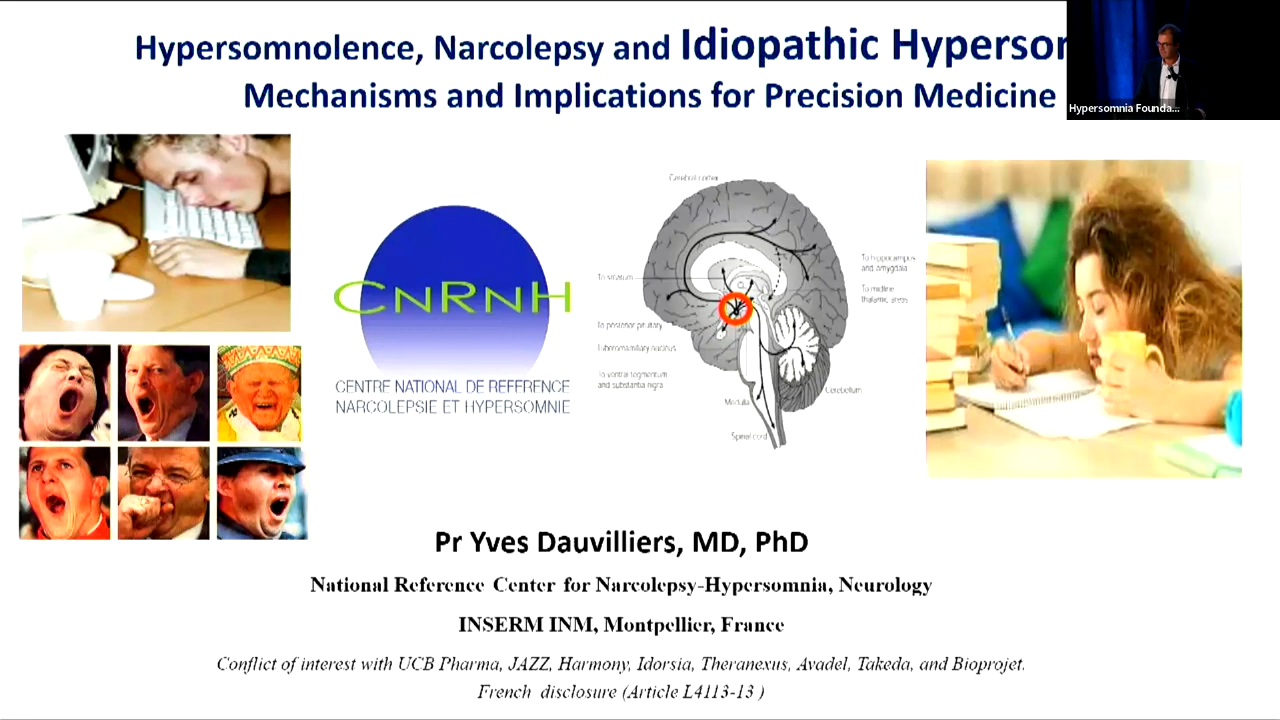 Hypersomnolence, Narcolepsy and Idiopathic Hyperso
Mechanisms and Implications for Precision Medicine
Hypersomnia Founda...
Cerebral cortex
To hippocampus
and amygdala
To striatum
To midline
thalamic areas
CNRNH
To posterior pituitary
Tuberomamillary nucleus
To ventral tegmentum
and substantia nigra
CENTRE NATIONAL DE REFERENCE
NARCOLEPSIE ET HYPERSOMNIE
Cerebellum
Medulla
Spinal cord
Pr Yves Dauvilliers, MD, PhD
National Reference Center for Narcolepsy-Hypersomnia, Neurology
INSERM INM, Montpellier, France
Conflict of interest with UCB Pharma, JAZZ, Harmony, Idorsia, Theranexus, Avadel, Takeda, and Bioprojet.
French disclosure (Article L4113-13 )